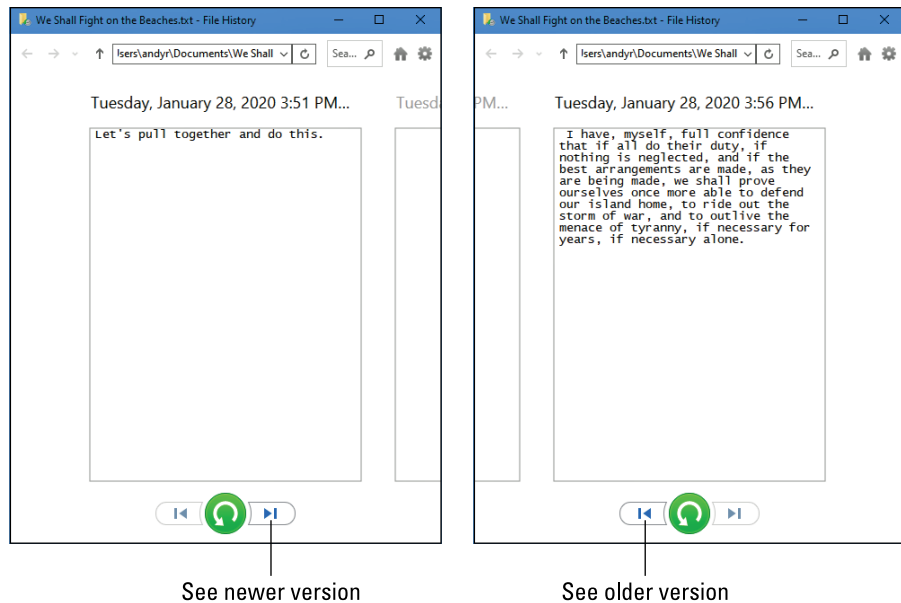 We Shall Fight on the Beaches.txt - File History
lsers\andyr\Documents\We Shall
Sea...
Tuesday, January 28, 2020 3:51 PM...
Tuesd
Let's pull together and do this.
See newer version
We Shall Fight on the Beaches.txt - File History
lsers\andyr\Documents\We Shall
Sea...
PM...
Tuesday, January 28, 2020 3:56 PM...
I have, myself, full confidence
that if all do their duty, if
nothing is neglected, and if the
best arrangements are made, as they
are being made, we shall prove
ourselves once more able to defend
our island home, to ride out the
storm of war, and to outlive the
menace of tyranny, if necessary for
years, if necessary alone.
See older version